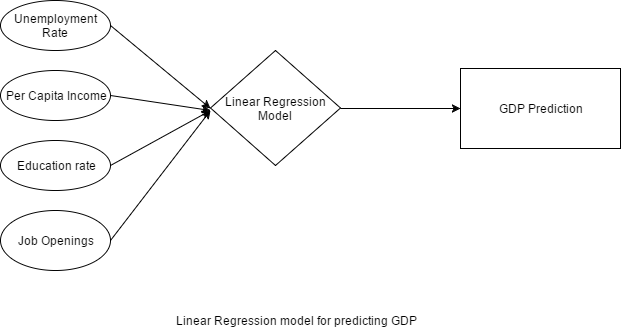 Unemployment
Rate
Per Capita Income
Education rate
Job Openings
Linear Regression
Model
GDP Prediction
Linear Regression model for predicting GDP